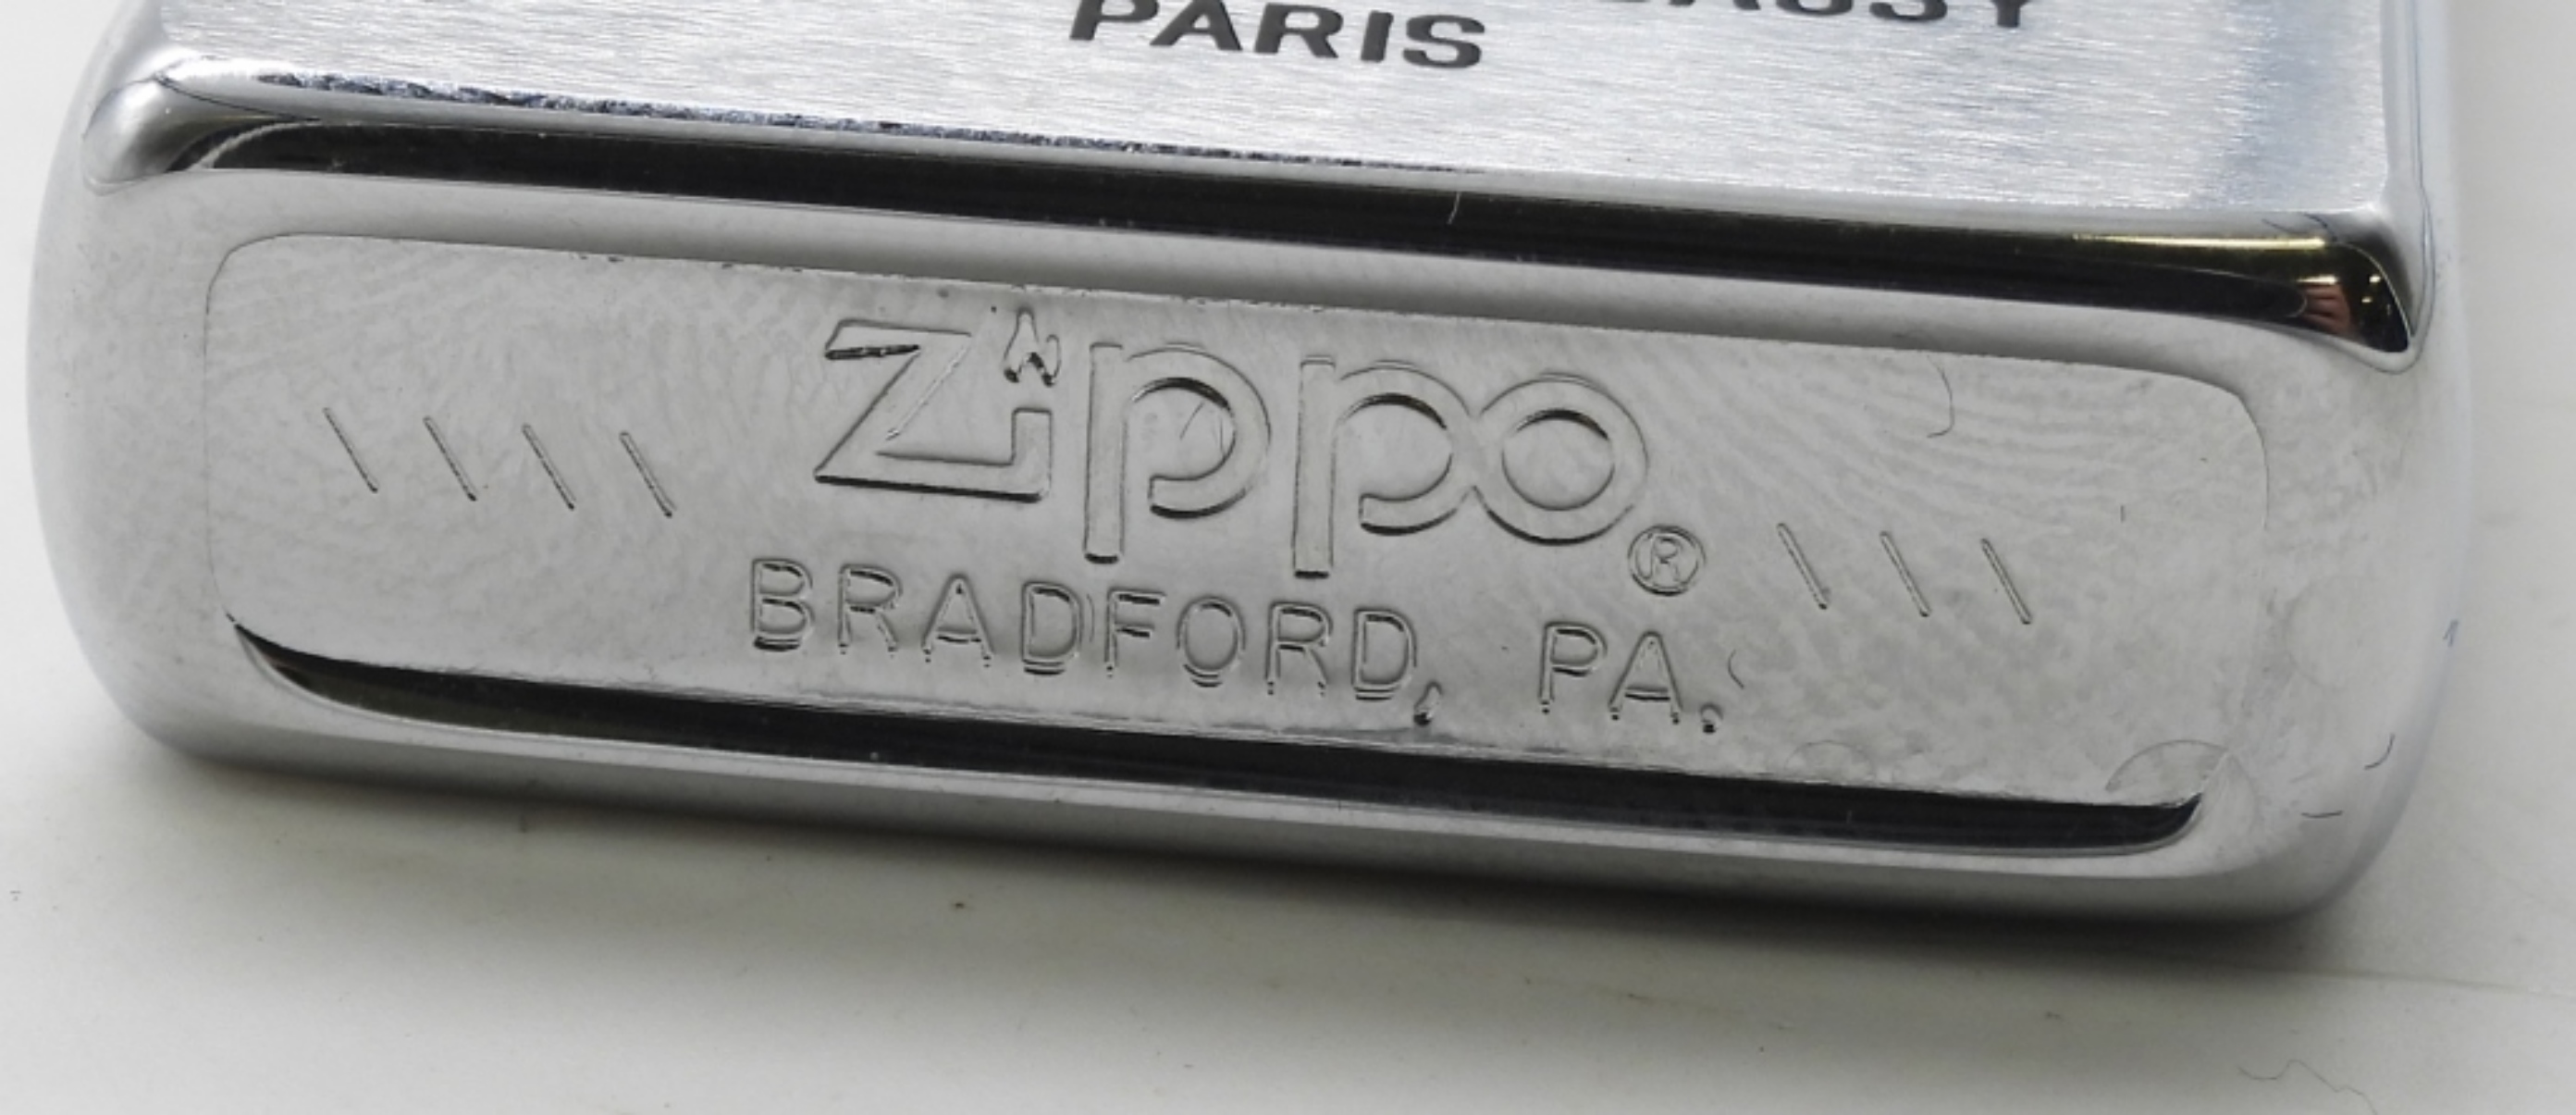 PARIS
\ \ \ \ Zippo ® \ \ \
BRADFORD, PA.